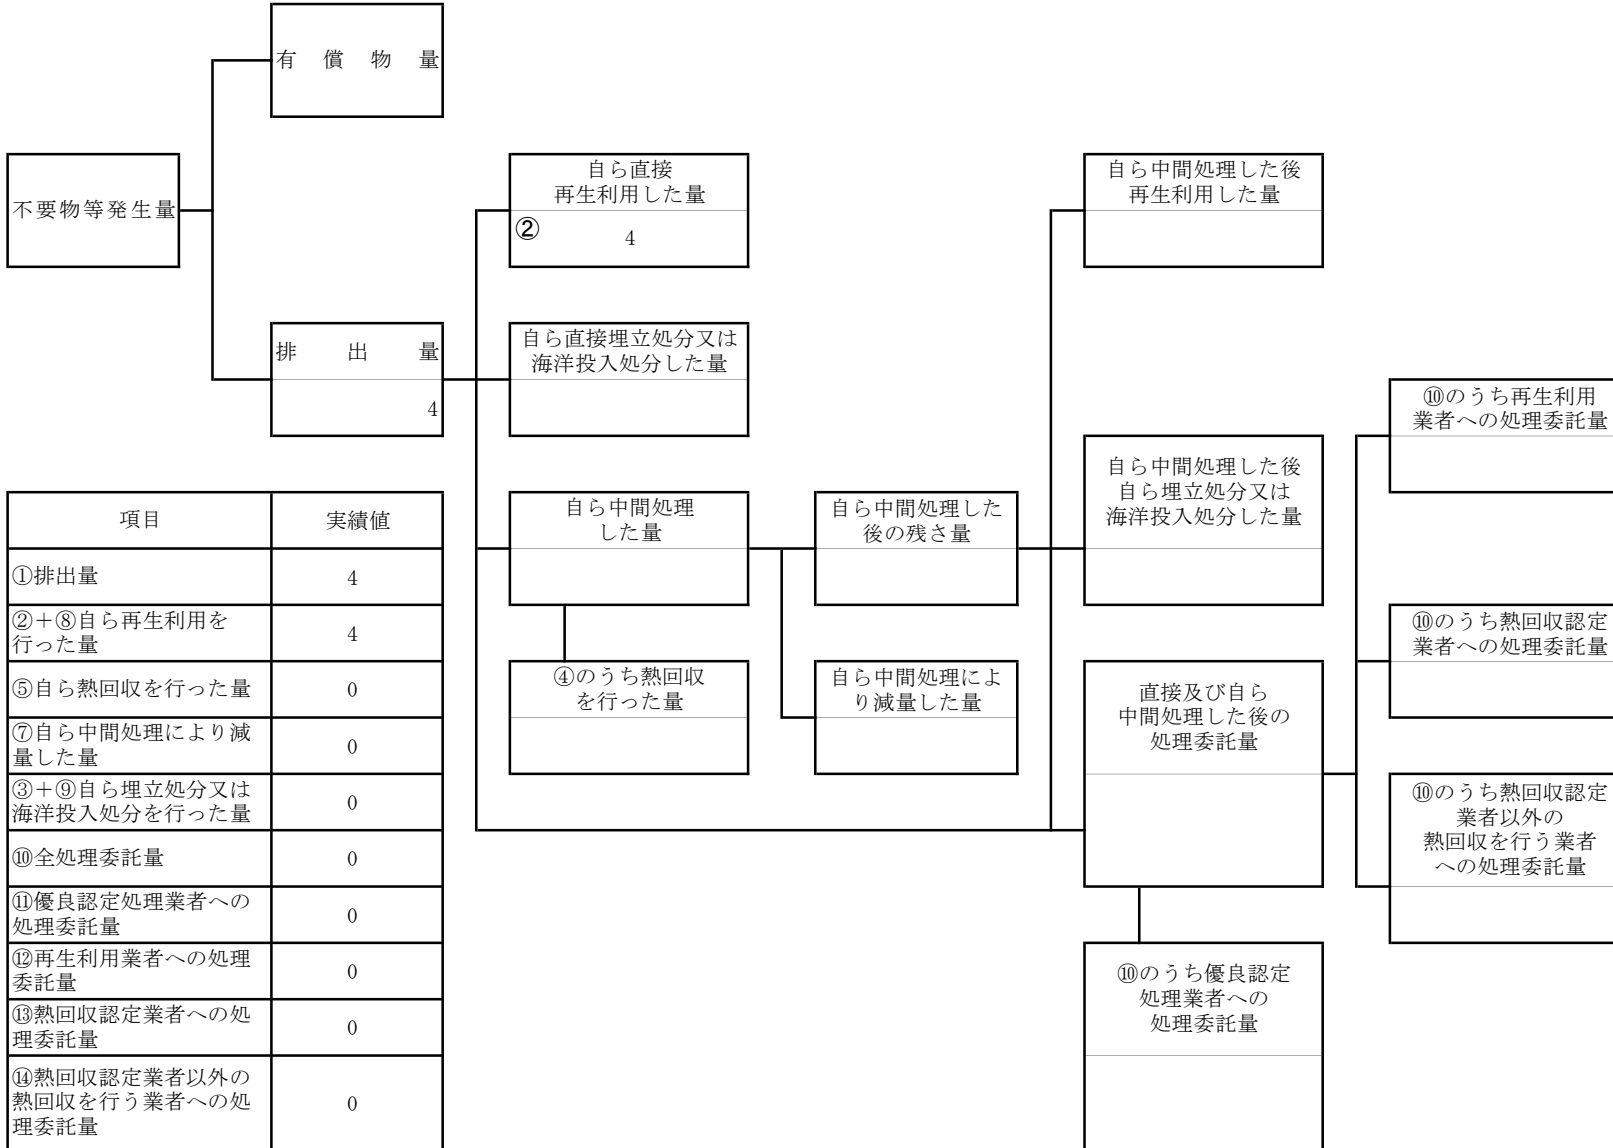 有償物量
不要物等発生量
自ら直接
再生利用した量
② 4
自ら中間処理した後
再生利用した量
排出量
4
自ら直接埋立処分又は
海洋投入処分した量
⑩のうち再生利用
業者への処理委託量
自ら中間処理した後
自ら埋立処分又は
海洋投入処分した量
自ら中間処理
した量
自ら中間処理した
後の残さ量
④のうち熱回収
を行った量
自ら中間処理によ
り減量した量
直接及び自ら
中間処理した後の
処理委託量
⑩のうち熱回収認定
業者への処理委託量
⑩のうち熱回収認定
業者以外の
熱回収を行う業者
への処理委託量
⑩のうち優良認定
処理業者への
処理委託量
項目 実績値
①排出量 4
②+⑧自ら再生利用を
行った量 4
⑤自ら熱回収を行った量 0
⑦自ら中間処理により減
量した量 0
③+⑨自ら埋立処分又は
海洋投入処分を行った量 0
⑩全処理委託量 0
⑪優良認定処理業者への
処理委託量 0
⑫再生利用業者への処理
委託量 0
⑬熱回収認定業者への処
理委託量 0
⑭熱回収認定業者以外の
熱回収を行う業者への処
理委託量 0